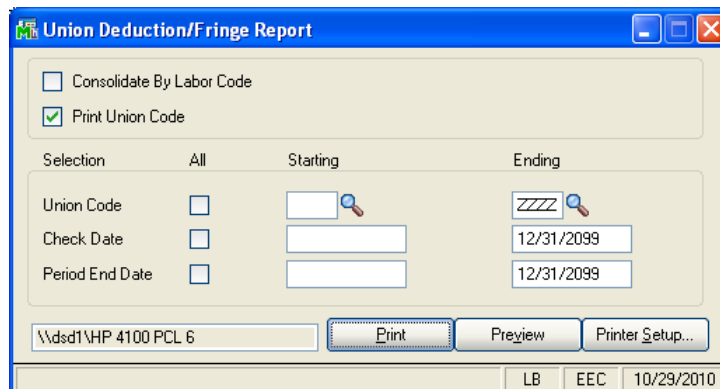 Union Deduction/Fringe Report
Consolidate By Labor Code
Print Union Code
Selection All Starting Ending
Union Code ZZZZ
Check Date 12/31/2099
Period End Date 12/31/2099
\\dsd1\HP 4100 PCL 6 Print Preview Printer Setup...
LB EEC 10/29/2010